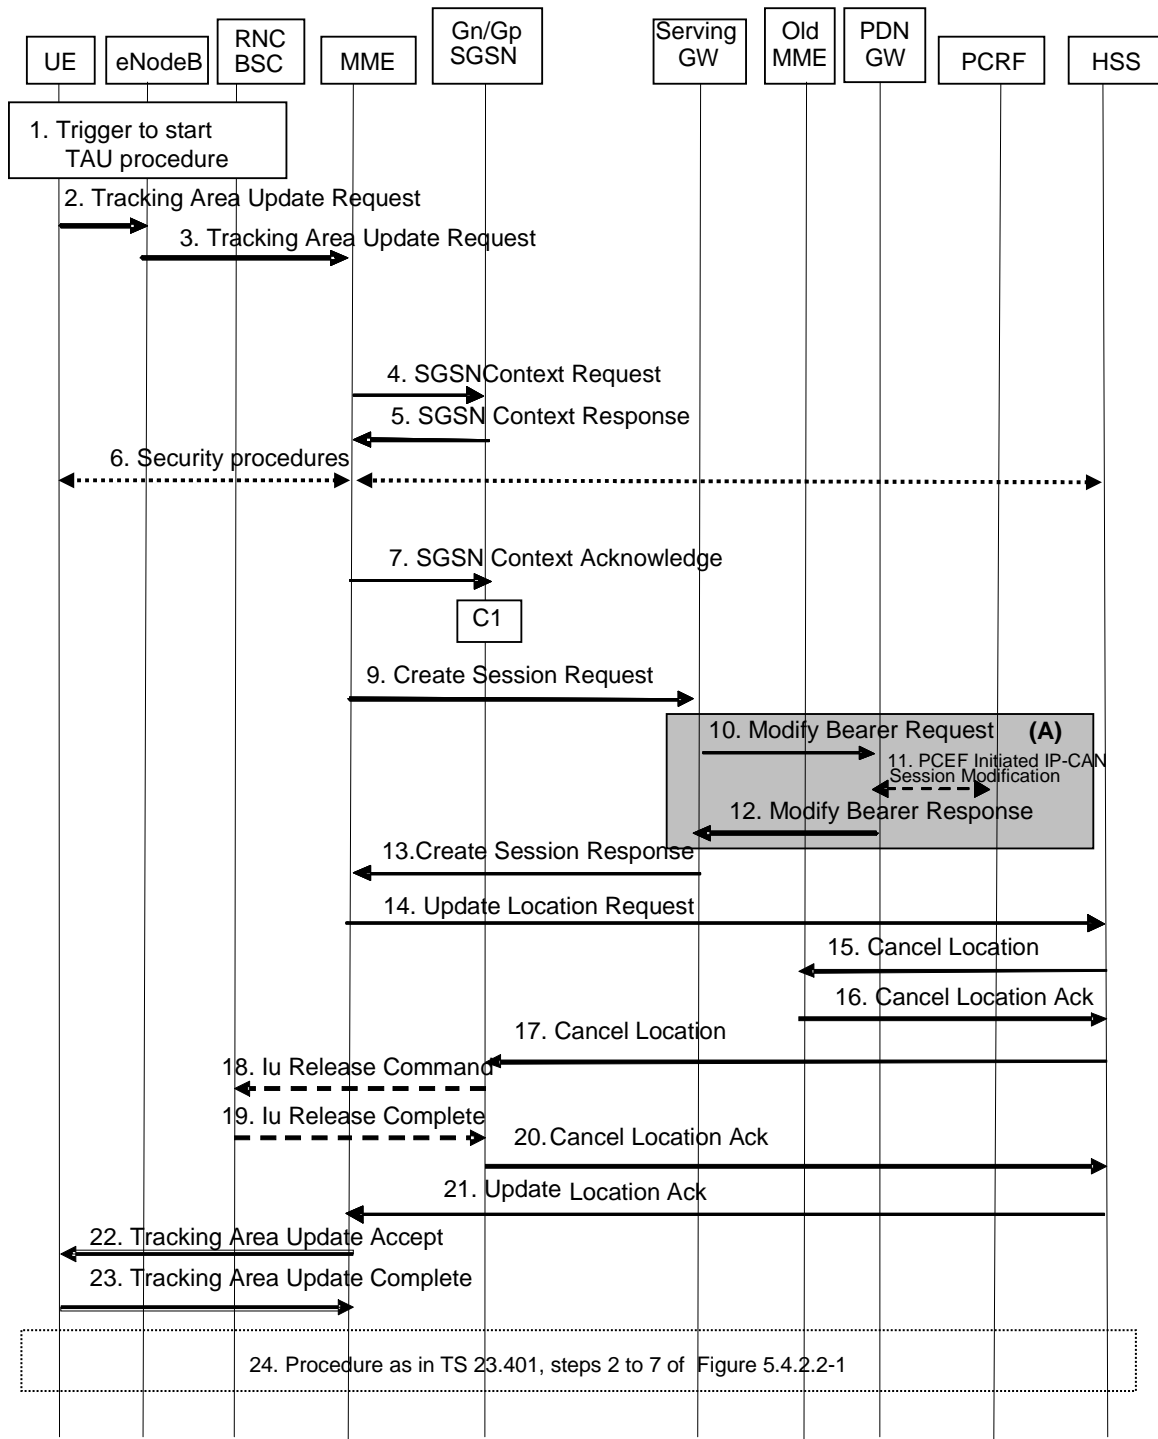 UE
eNodeB
RNC
BSC
MME
Gn/Gp
SGSN
Serving
GW
Old
MME
PDN
GW
PCRF
HSS
1. Trigger to start
TAU procedure
2. Tracking Area Update Request
3. Tracking Area Update Request
4. SGSNContext Request
5. SGSN Context Response
6. Security procedures
7. SGSN Context Acknowledge
C1
9. Create Session Request
10. Modify Bearer Request (A)
11. PCEF Initiated IP-CAN
Session Modification
12. Modify Bearer Response
13.Create Session Response
14. Update Location Request
15. Cancel Location
16. Cancel Location Ack
17. Cancel Location
18. Iu Release Command
19. Iu Release Complete
20.Cancel Location Ack
21. Update Location Ack
22. Tracking Area Update Accept
23. Tracking Area Update Complete
24. Procedure as in TS 23.401, steps 2 to 7 of Figure 5.4.2.2-1